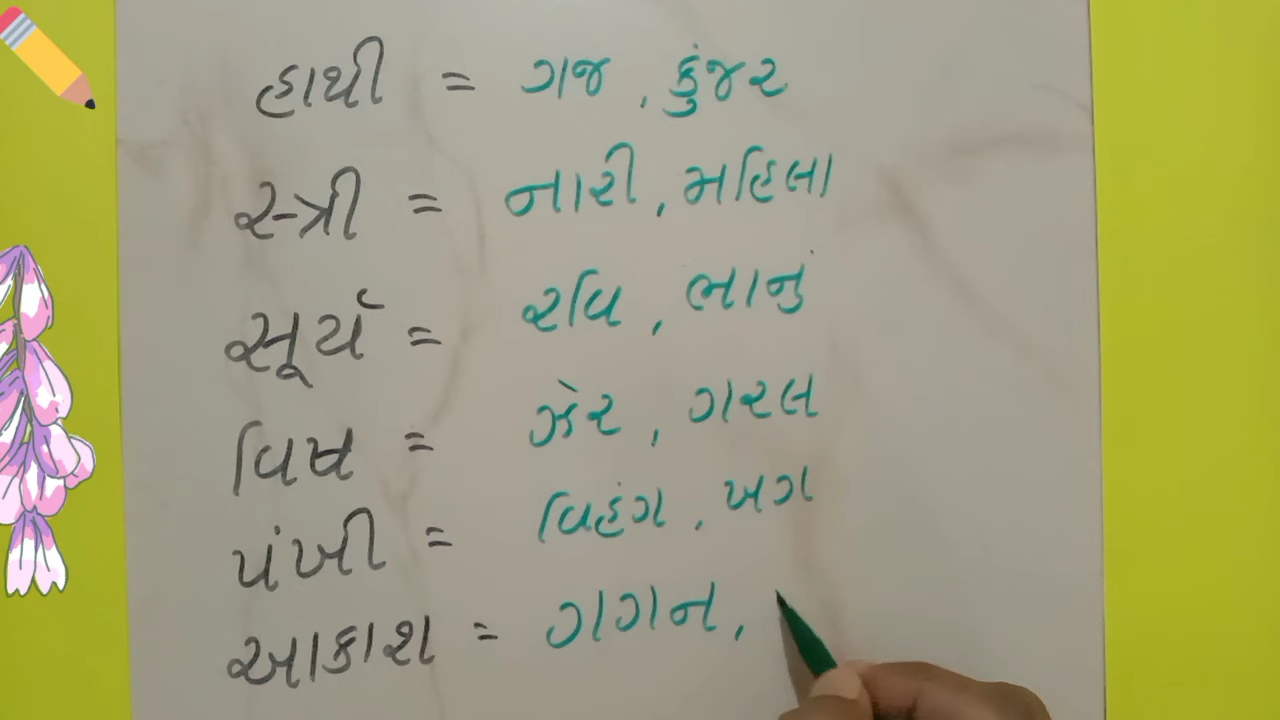 હાથી = ગજ, કુંજર
સ્ત્રી = નારી, મહિલા
સૂર્ય = રવિ, ભાનું
વિષ = ઝેર, ગરલ
પંખી = વિહંગ, ખગ
આકાશ = ગગન,